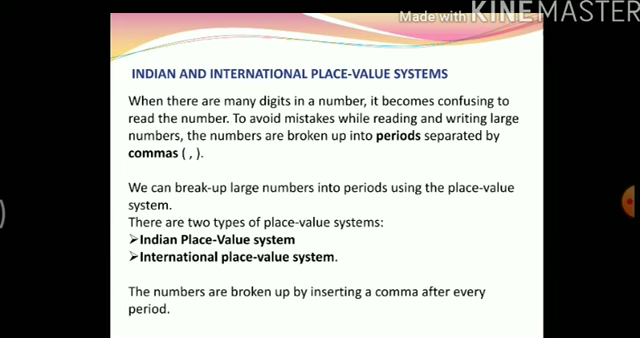 Made with KINEMASTER
INDIAN AND INTERNATIONAL PLACE-VALUE SYSTEMS
When there are many digits in a number, it becomes confusing to
read the number. To avoid mistakes while reading and writing large
numbers, the numbers are broken up into periods separated by
commas ( , ).
We can break-up large numbers into periods using the place-value
system.
There are two types of place-value systems:
➢Indian Place-Value system
➢International place-value system.
The numbers are broken up by inserting a comma after every
period.